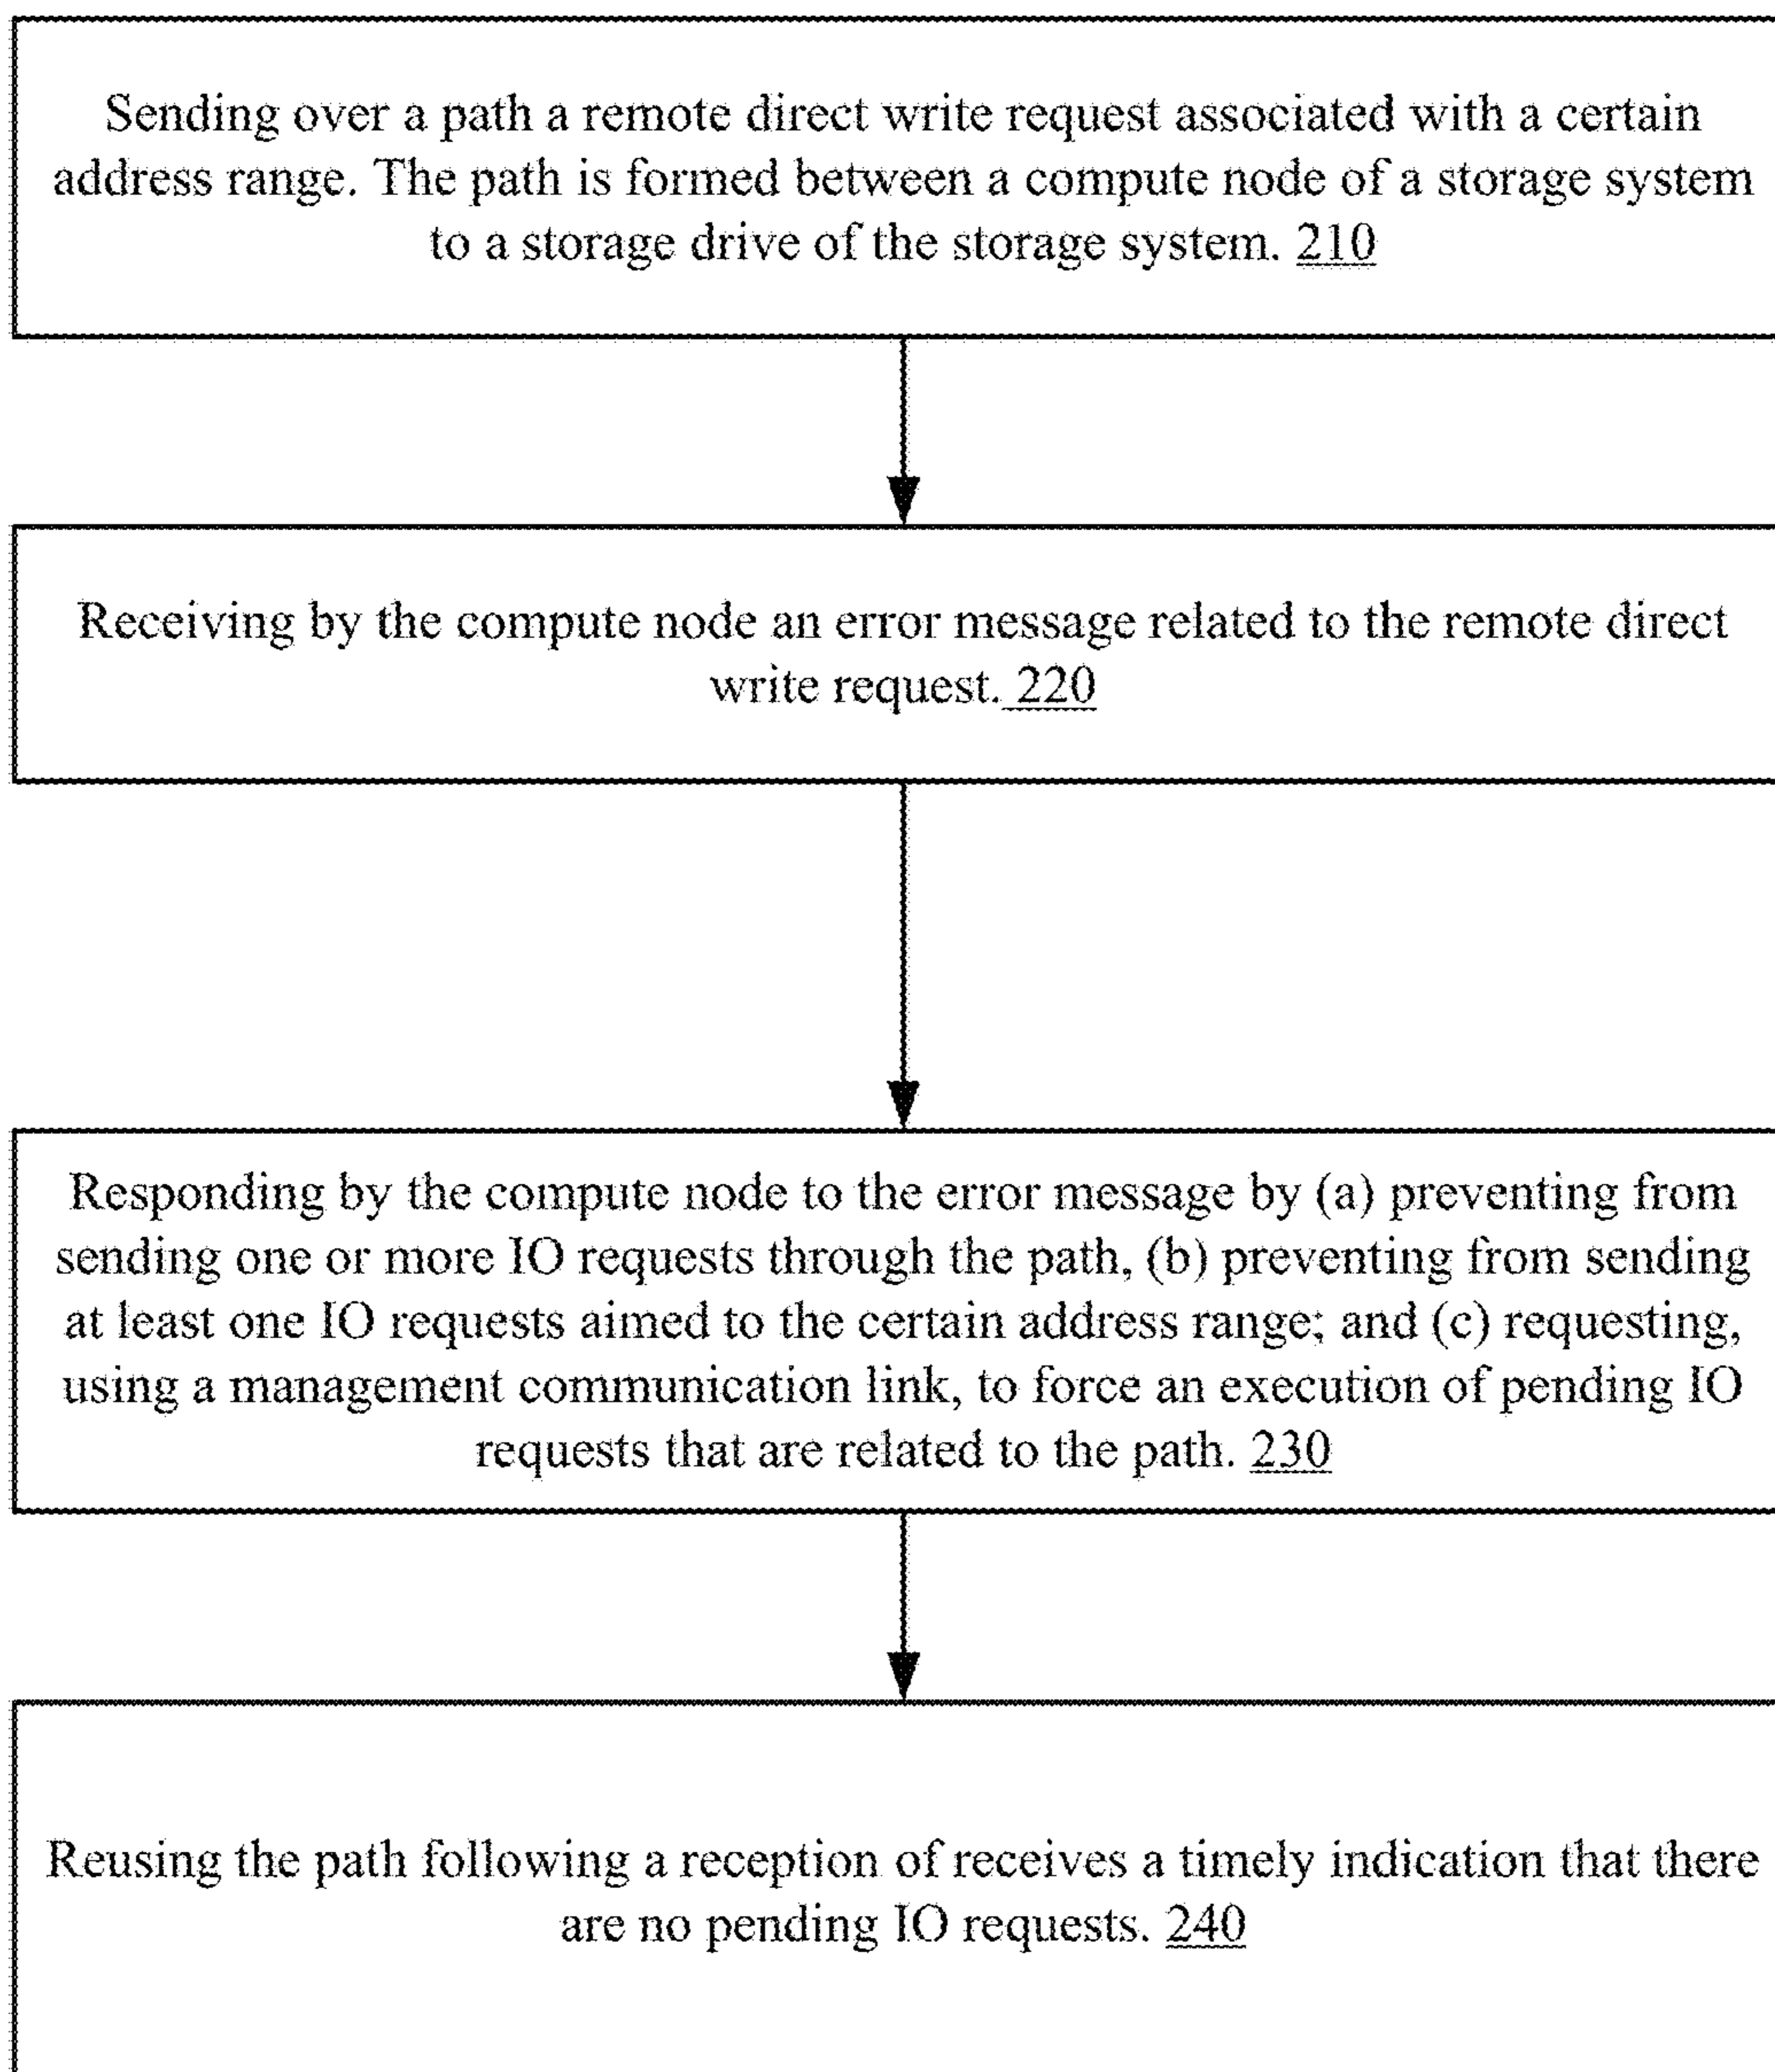 Sending over a path a remote direct write request associated with a certain
address range. The path is formed between a compute node of a storage system
to a storage drive of the storage system. 210
Receiving by the compute node an error message related to the remote direct
write request. 220
Responding by the compute node to the error message by (a) preventing from
sending one or more IO requests through the path, (b) preventing from sending
at least one IO requests aimed to the certain address range; and (c) requesting,
using a management communication link, to force an execution of pending IO
requests that are related to the path. 230
Reusing the path following a reception of receives a timely indication that there
are no pending IO requests. 240